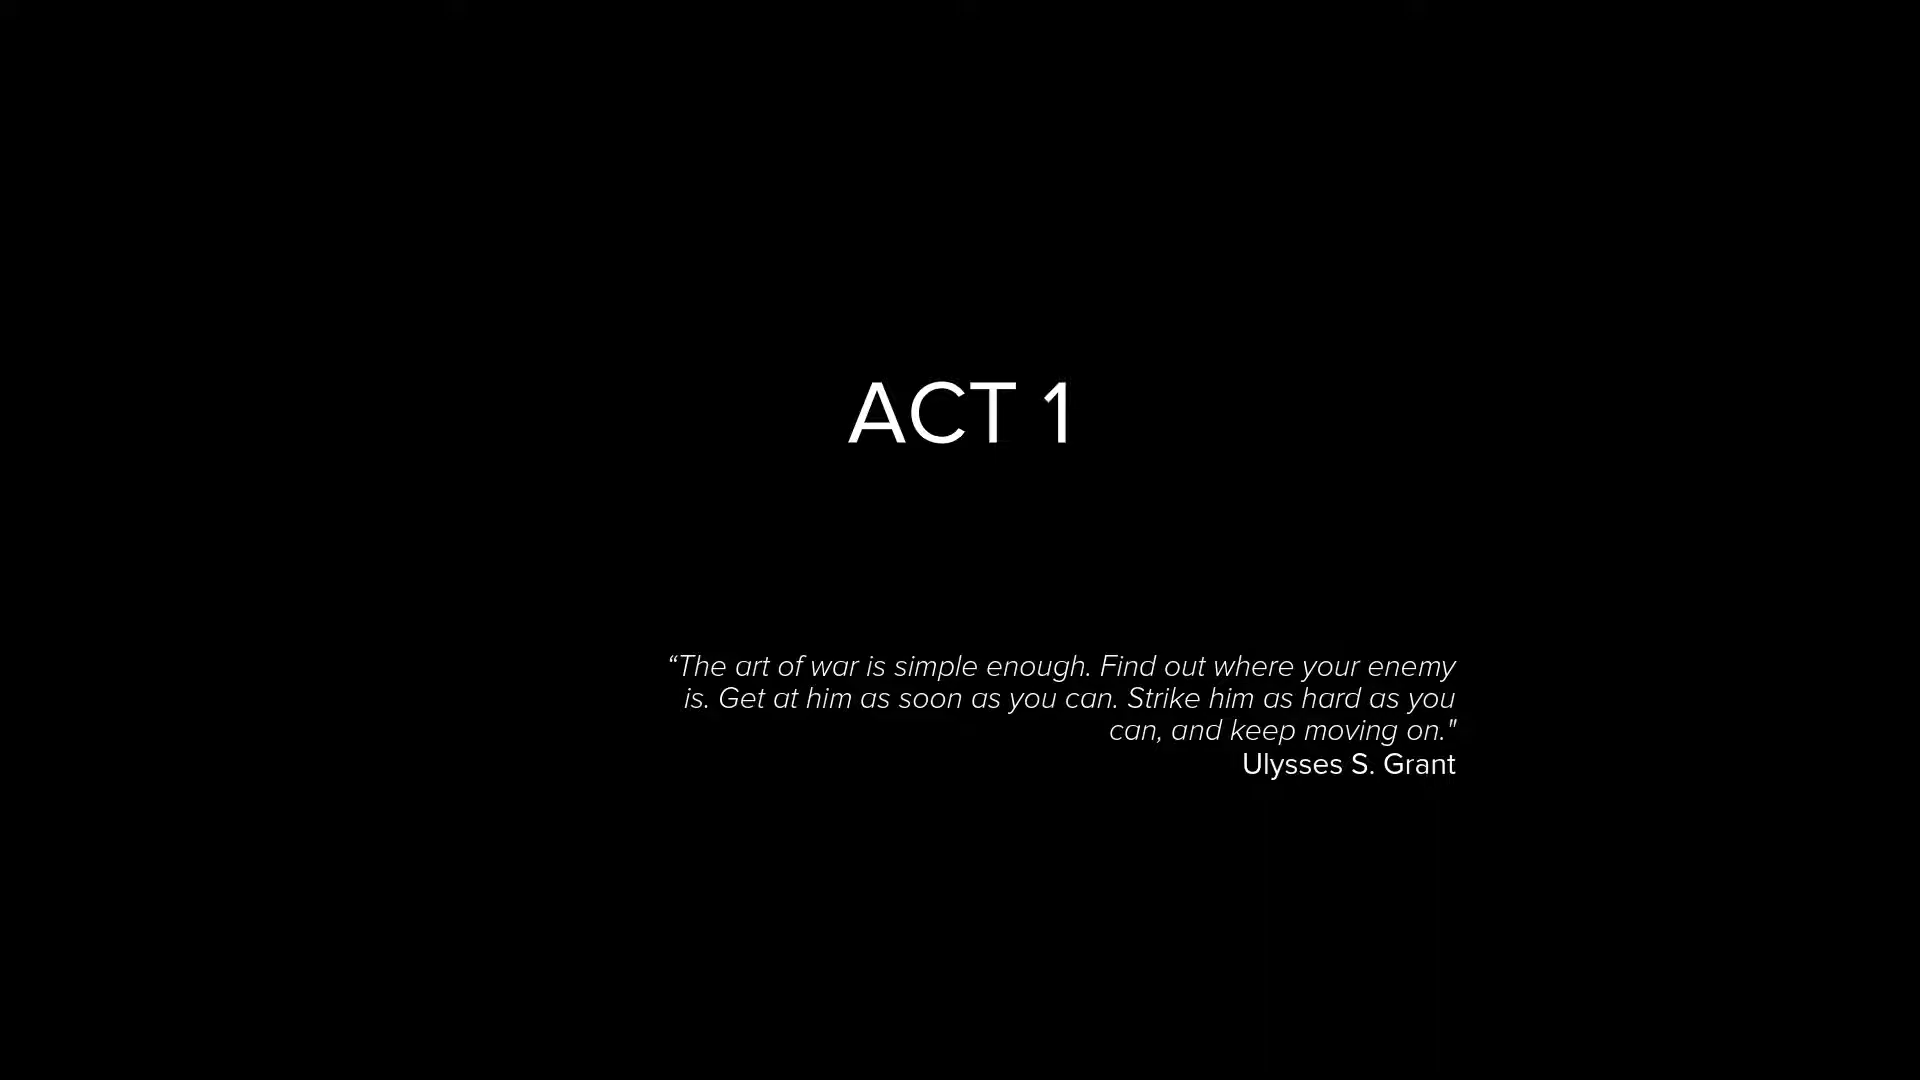 ACT 1
“The art of war is simple enough. Find out where your enemy
is. Get at him as soon as you can. Strike him as hard as you
can, and keep moving on."
Ulysses S. Grant